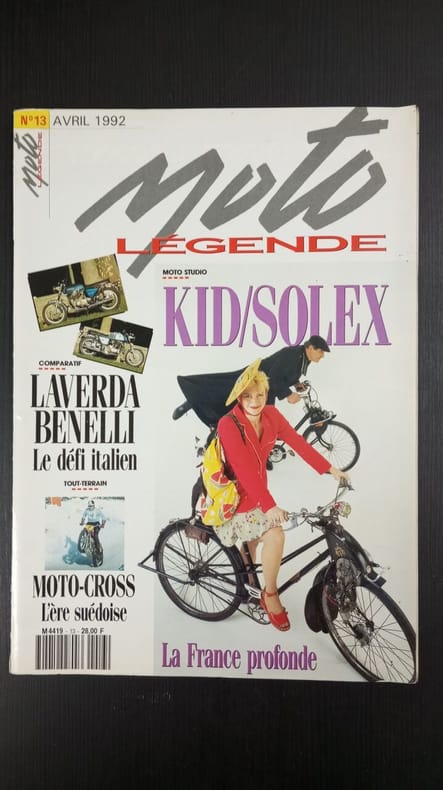 N°13 AVRIL 1992
Moto
LÉGENDE
Moto
LÉGENDE
MOTO STUDIO
KID/SOLEX
COMPARATIF
LAVERDA
BENELLI
Le défi italien
TOUT-TERRAIN
MOTO-CROSS
L'ère suédoise
M 4419 - 13 - 28,00 F
La France profonde